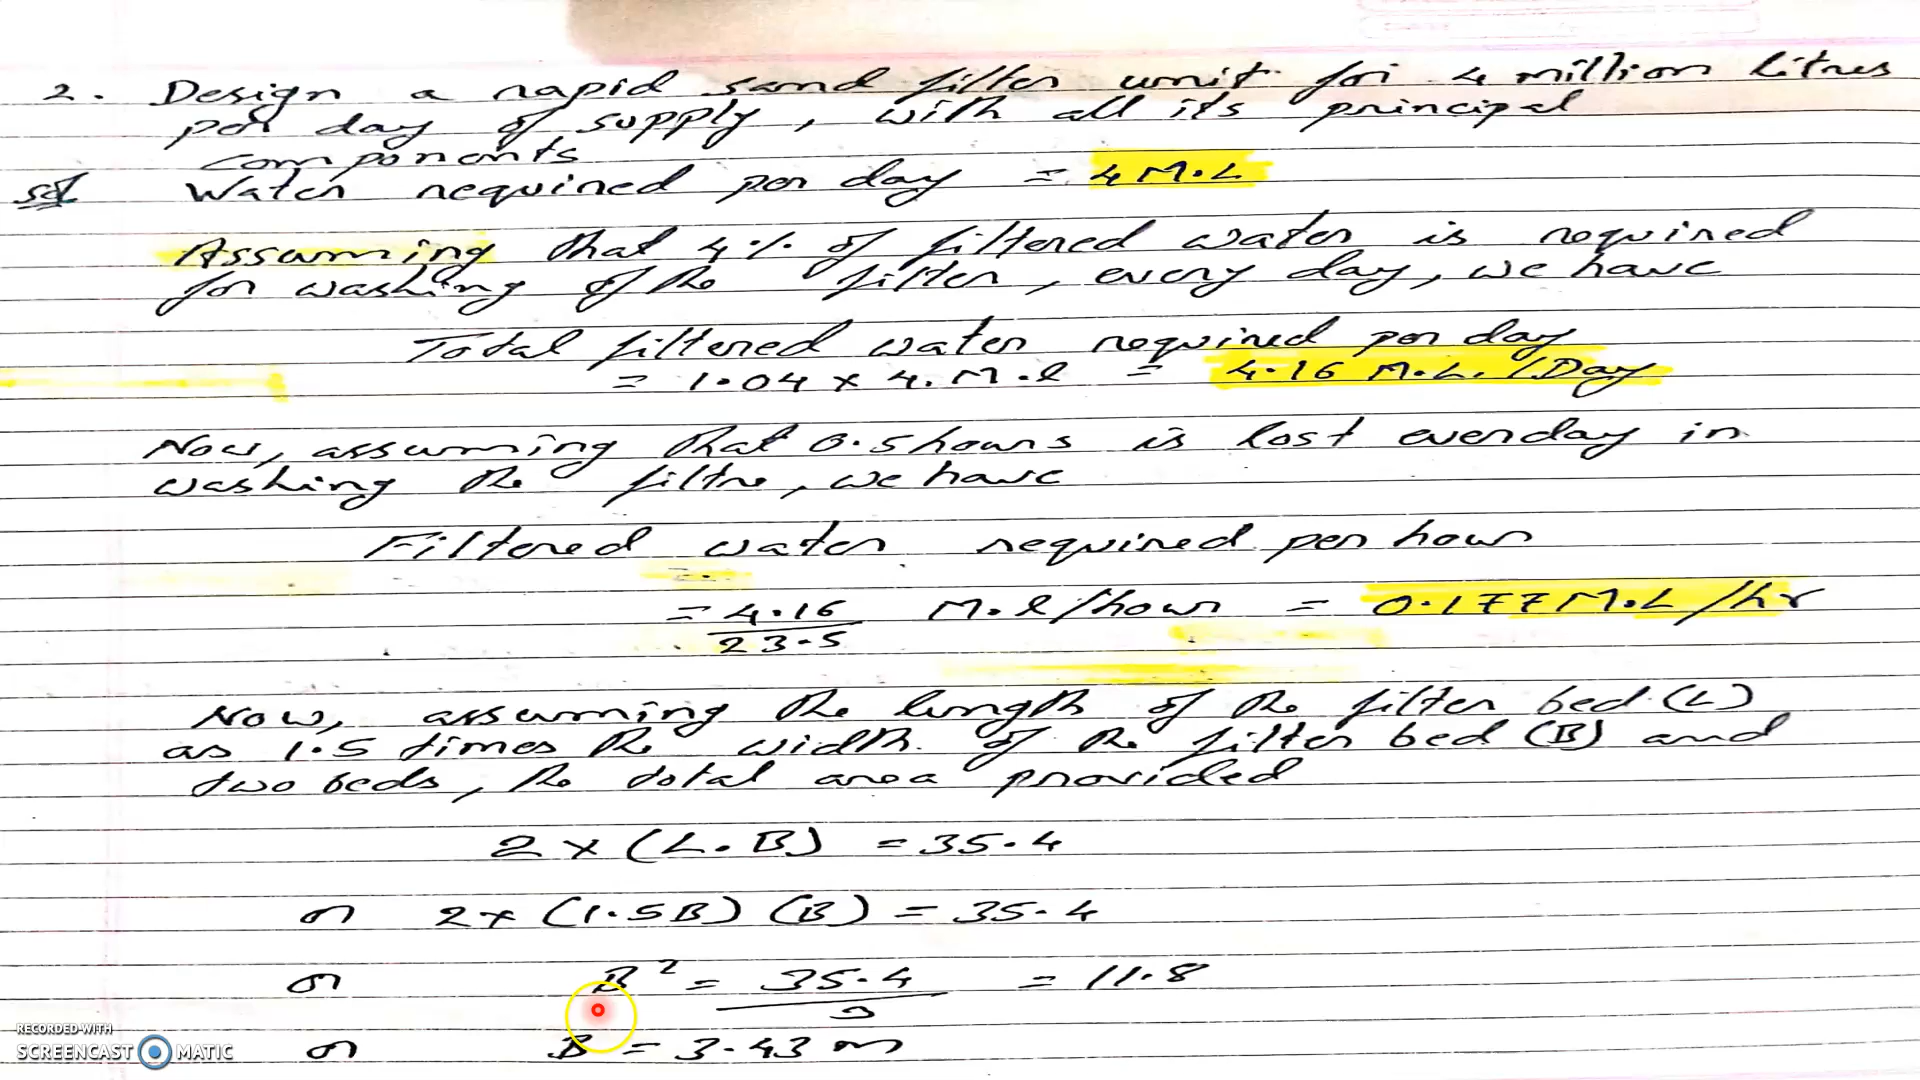 2. Design a rapid sand filter unit for 4 million Litres
per day of supply, with all its principal
components
Sol Water required per day = 4 M.L
Assuming that 4% of filtered water is required
for washing of the filter, every day, we have
Total filtered water required per day
= 1.04 x 4. M.l = 4.16 M.L. /Day
Now, assuming that 0.5 hours is lost everday in
washing the filtre, we have
Filtered water required per hour
= 4.16/23.5 M.l/hour = 0.177 M.L/hr
Now, assuming the length of the filter bed (L)
as 1.5 times the width of the filter bed (B) and
two beds, the total area provided
2 x (L.B) = 35.4
or 2x (1.5B) (B) = 35.4
or B² = 35.4/3 = 11.8
or B = 3.43 m
RECORDED WITH
SCREENCAST MATIC